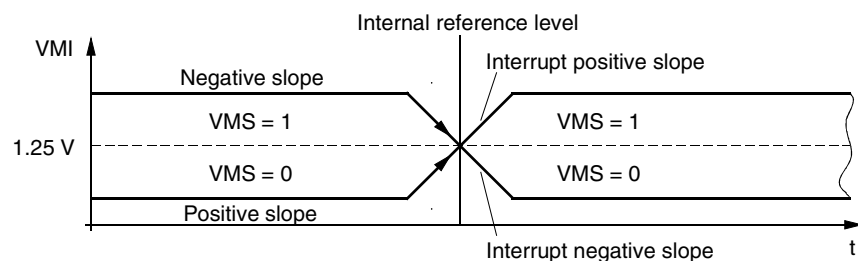 Internal reference level
VMI
Negative slope
Interrupt positive slope
VMS = 1
VMS = 1
1.25 V
VMS = 0
VMS = 0
Positive slope
Interrupt negative slope
t